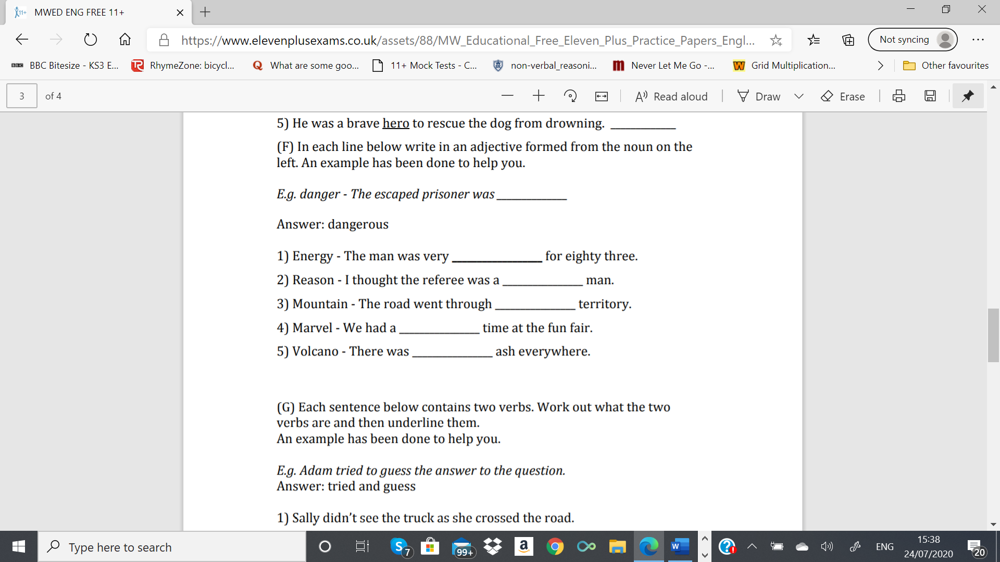 MWED ENG FREE 11+
https://www.elevenplusexams.co.uk/assets/88/MW_Educational_Free_Eleven_Plus_Practice_Papers_Engl...
Not syncing
BBC BBC Bitesize - KS3 E...
TR RhymeZone: bicycl...
Q What are some goo...
11+ Mock Tests - C...
non-verbal_reasoni...
m Never Let Me Go -...
W Grid Multiplication...
Other favourites
3 of 4
Read aloud
Draw
Erase
5) He was a brave hero to rescue the dog from drowning. ____________
(F) In each line below write in an adjective formed from the noun on the
left. An example has been done to help you.
E.g. danger - The escaped prisoner was ____________
Answer: dangerous
1) Energy - The man was very ________________ for eighty three.
2) Reason - I thought the referee was a ______________ man.
3) Mountain - The road went through ______________ territory.
4) Marvel - We had a ______________ time at the fun fair.
5) Volcano - There was ______________ ash everywhere.
(G) Each sentence below contains two verbs. Work out what the two
verbs are and then underline them.
An example has been done to help you.
E.g. Adam tried to guess the answer to the question.
Answer: tried and guess
1) Sally didn't see the truck as she crossed the road.
Type here to search
S 7
99+
a
W
ENG
15:38
24/07/2020
20